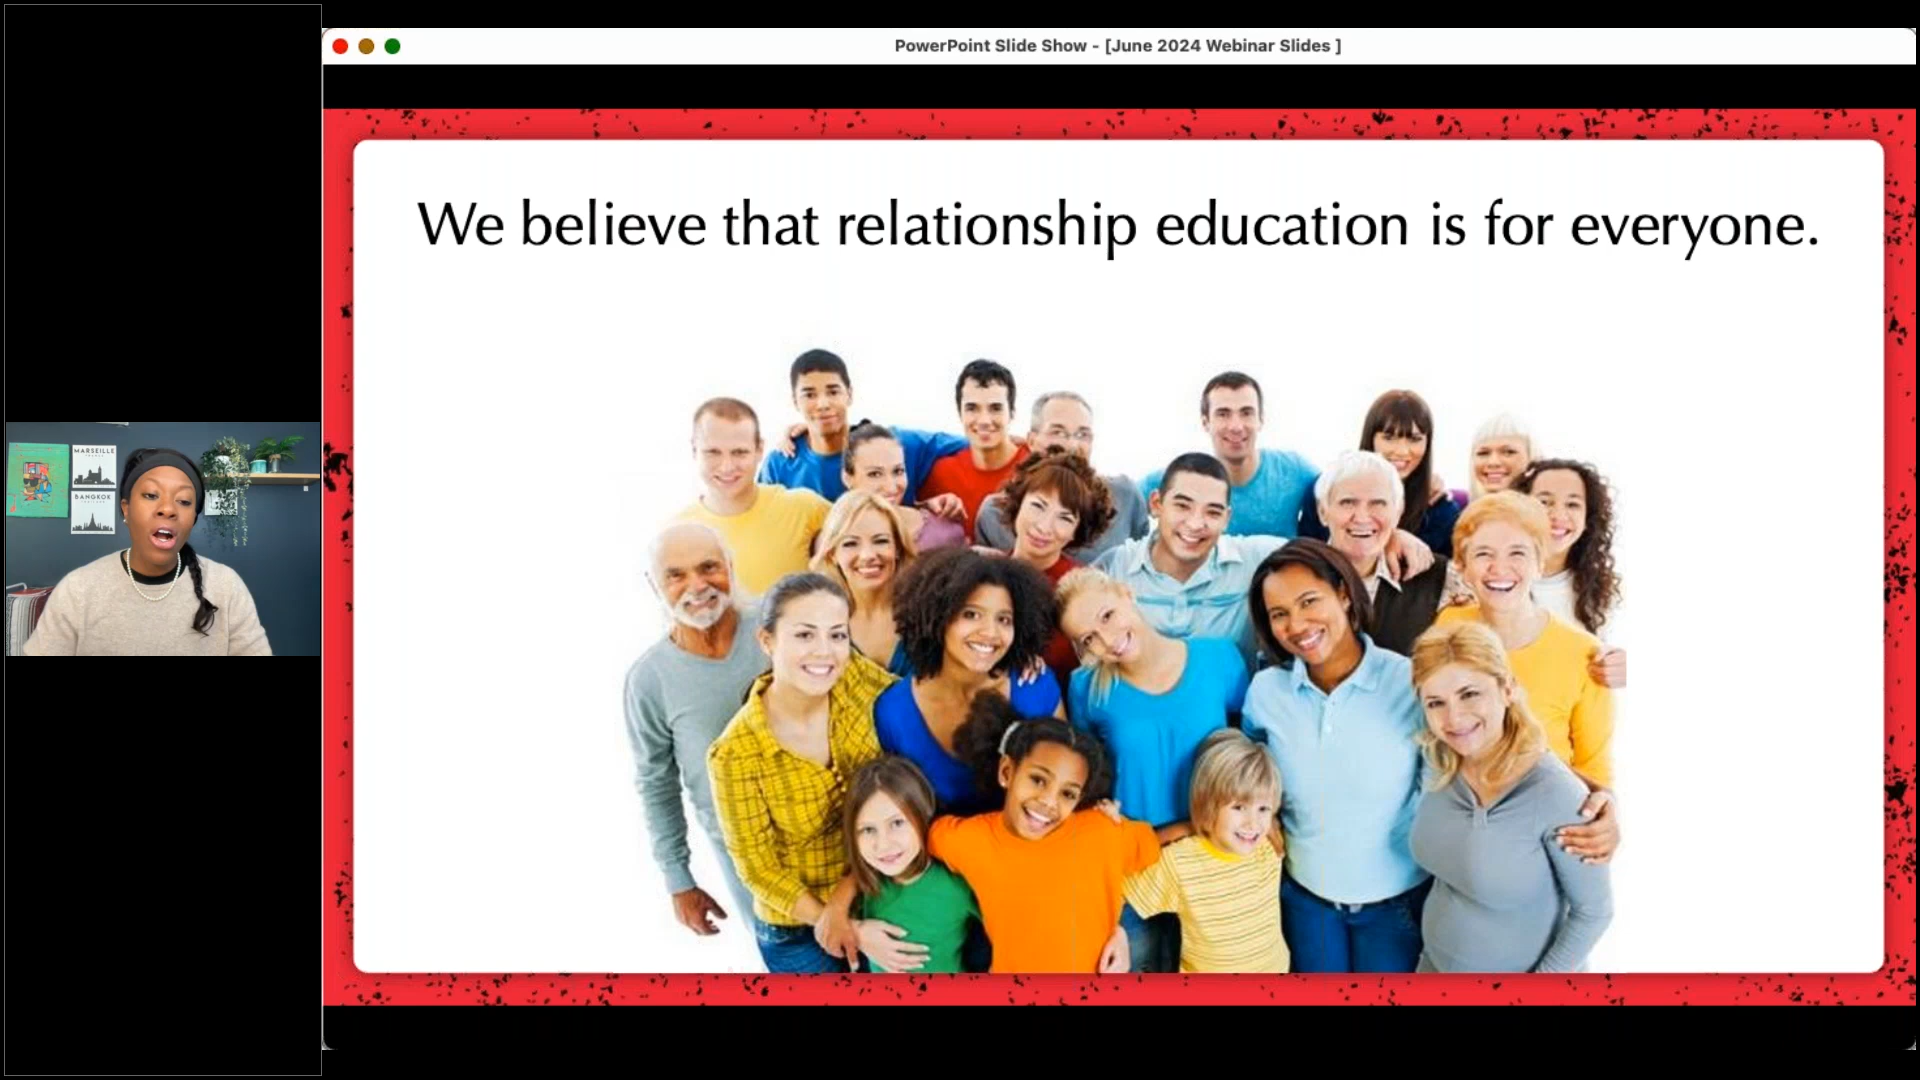 PowerPoint Slide Show - [June 2024 Webinar Slides ]
We believe that relationship education is for everyone.
MARSEILLE
BANGKOK